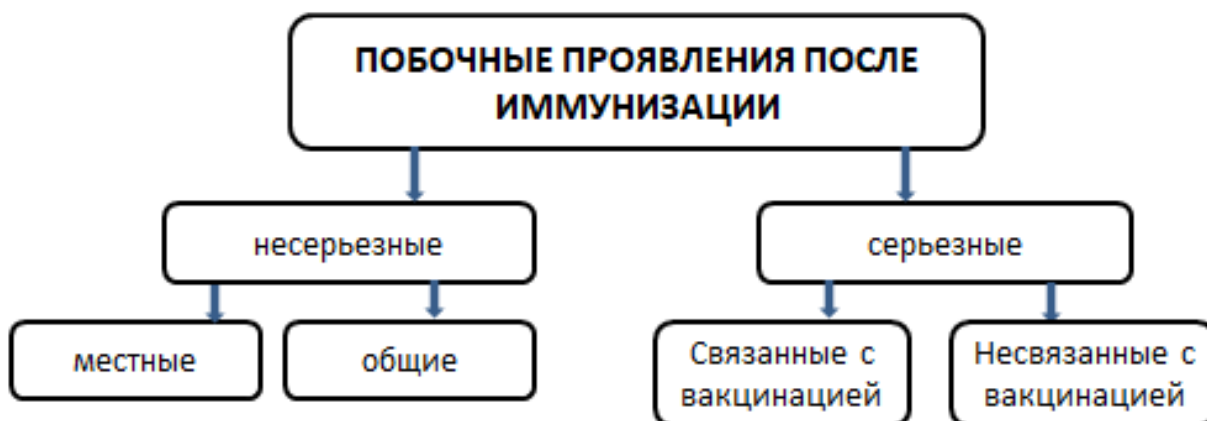 ПОБОЧНЫЕ ПРОЯВЛЕНИЯ ПОСЛЕ
ИММУНИЗАЦИИ
несерьезные
серьезные
местные
общие
Связанные с
вакцинацией
Несвязанные с
вакцинацией